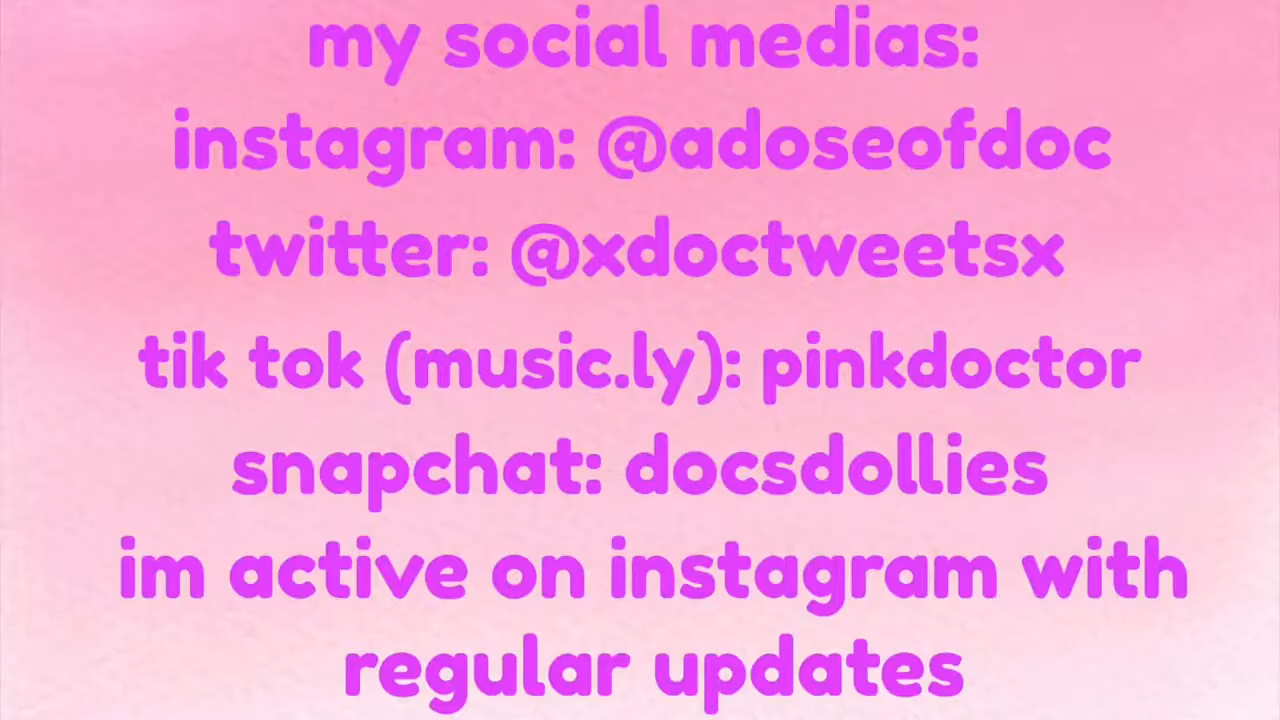 my social medias:
instagram: @adoseofdoc
twitter: @xdoctweetsx
tik tok (music.ly): pinkdoctor
snapchat: docsdollies
im active on instagram with
regular updates